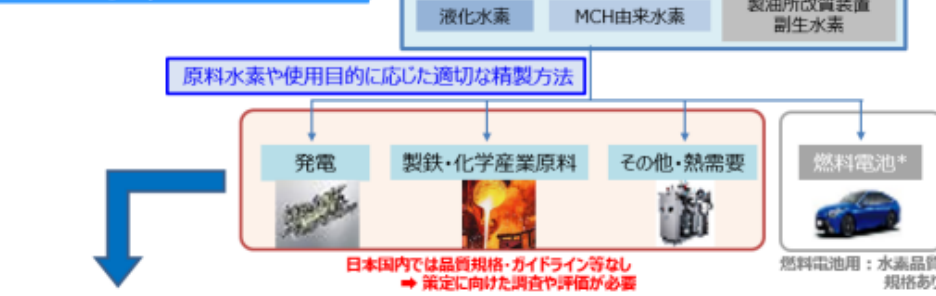 液化水素
MCH由来水素
製油所改質装置
副生水素
原料水素や使用目的に応じた適切な精製方法
発電
製鉄・化学産業原料
その他・熱需要
燃料電池*
日本国内では品質規格・ガイドライン等なし
➡ 策定に向けた調査や評価が必要
燃料電池用：水素品質
規格あり